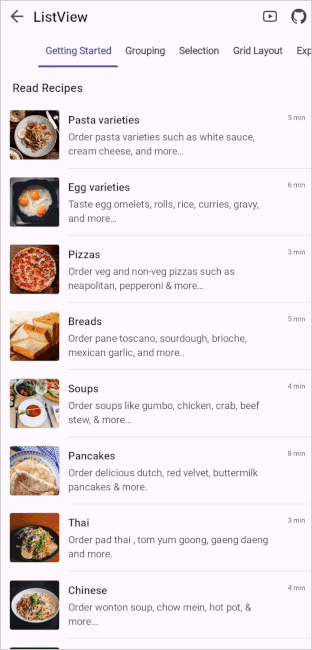 ListView
Getting Started Grouping Selection Grid Layout Exp
Read Recipes
Pasta varieties 5 min
Order pasta varieties such as white sauce,
cream cheese, and more...
Egg varieties 6 min
Taste egg omelets, rolls, rice, curries, gravy,
and more...
Pizzas 3 min
Order veg and non-veg pizzas such as
neapolitan, pepperoni & more...
Breads 5 min
Order pane toscano, sourdough, brioche,
mexican garlic, and more..
Soups 4 min
Order soups like gumbo, chicken, crab, beef
stew, & more...
Pancakes 8 min
Order delicious dutch, red velvet, buttermilk
pancakes & more.
Thai 3 min
Order pad thai , tom yum goong, gaeng daeng
and more.
Chinese 4 min
Order wonton soup, chow mein, hot pot, &
more...